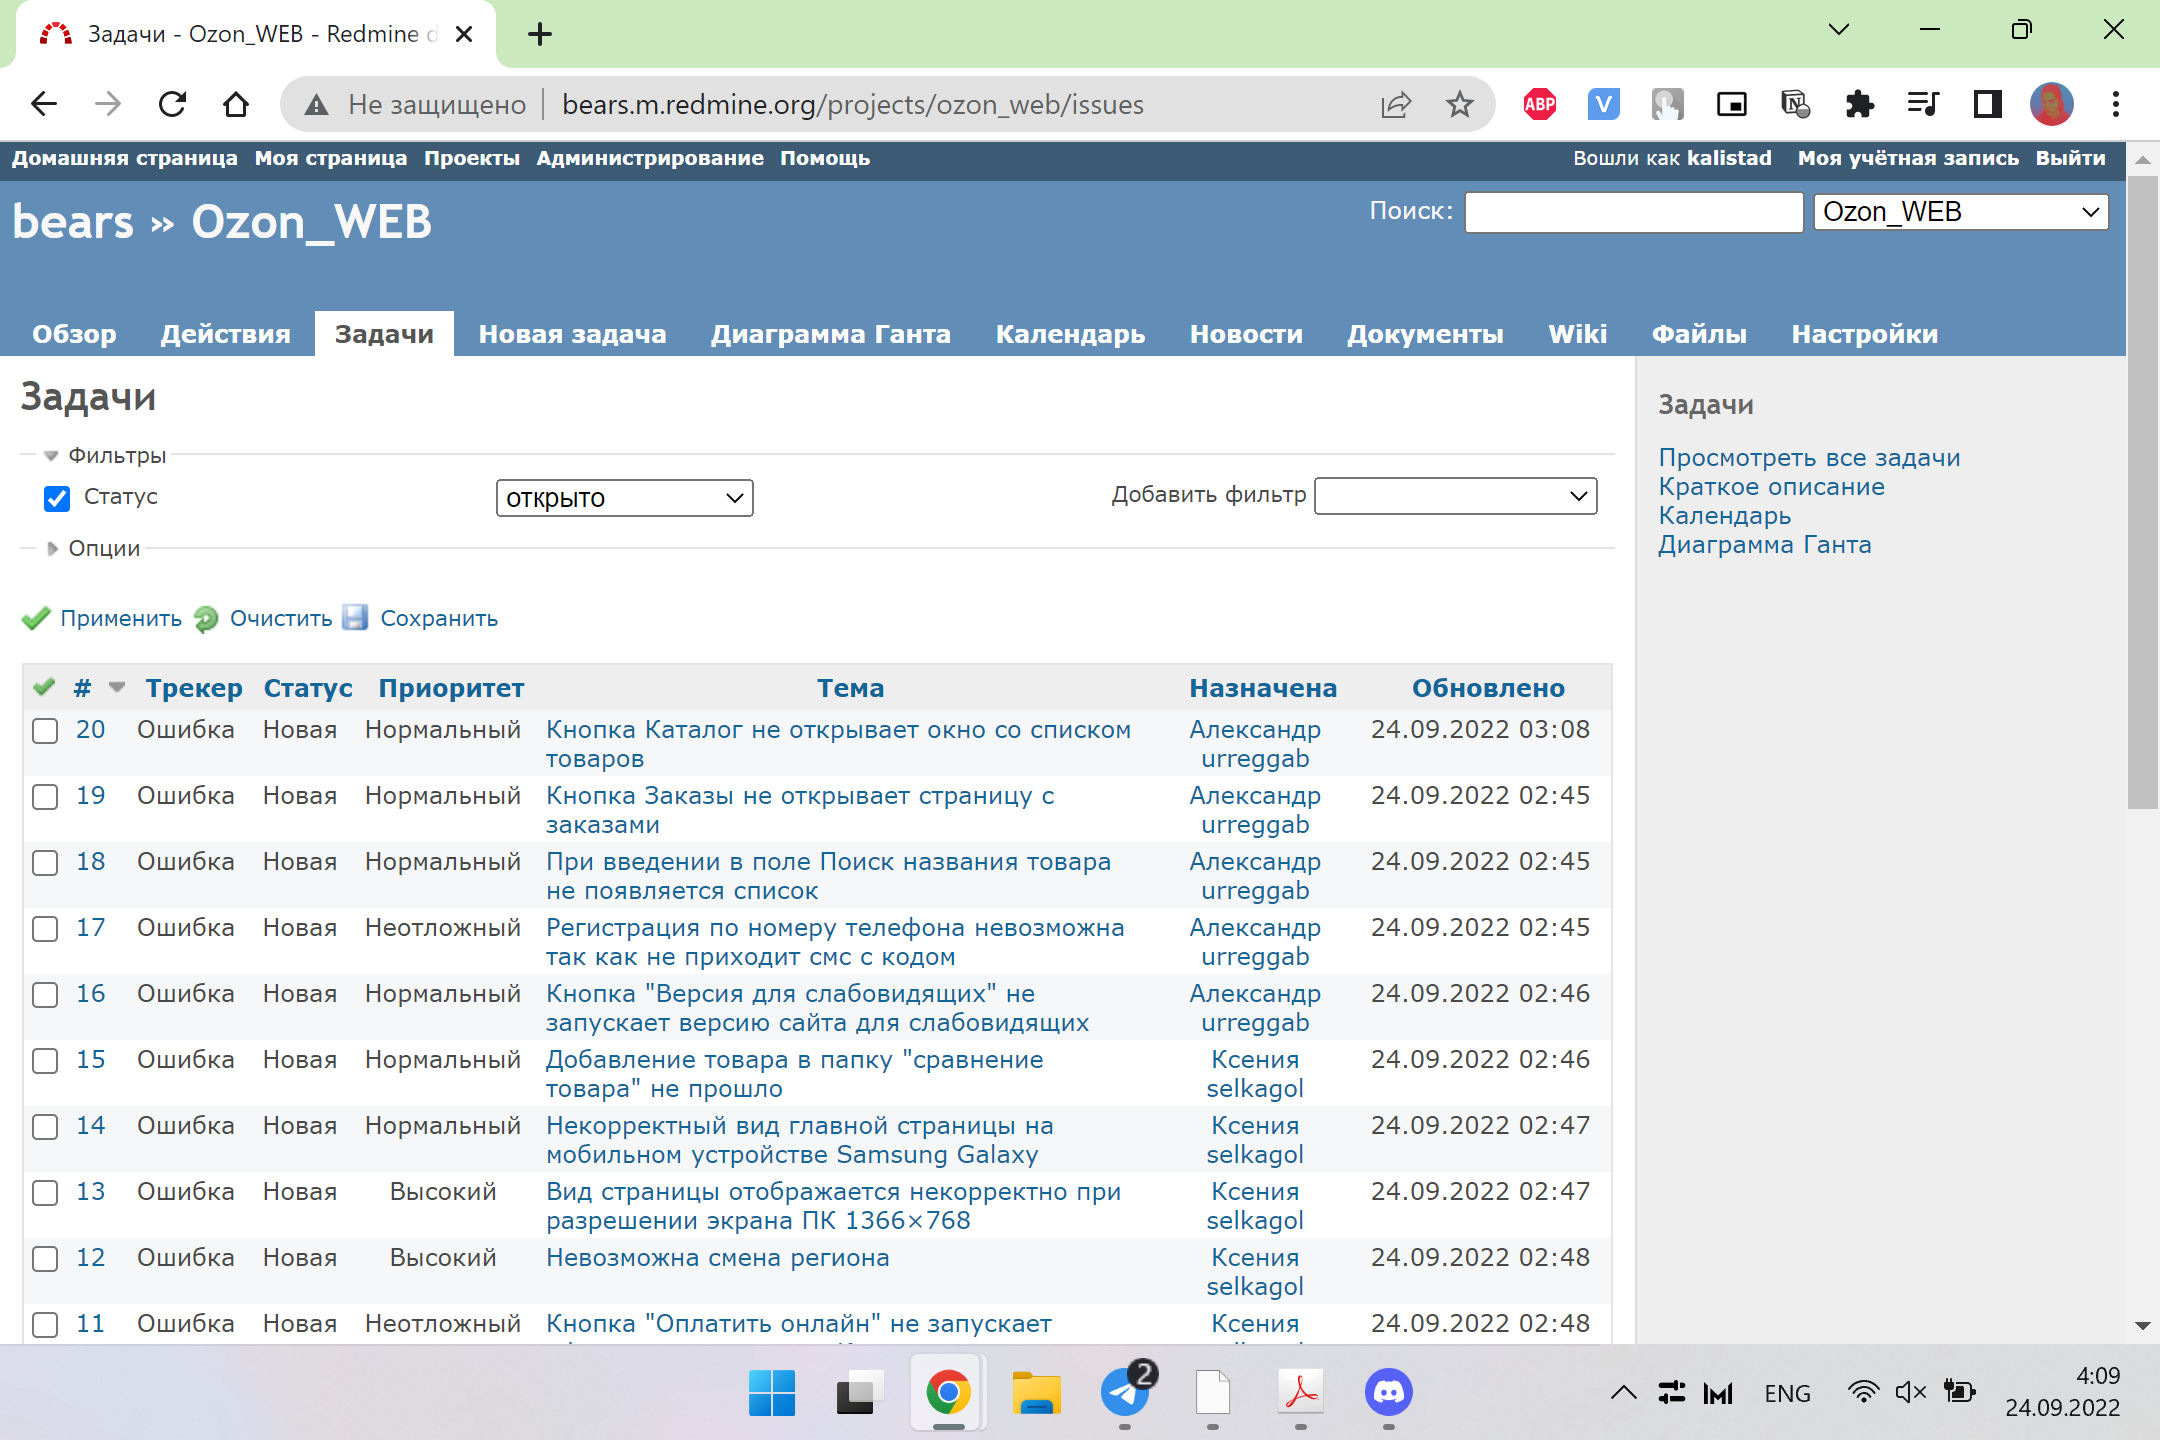 Задачи - Ozon_WEB - Redmine
Не защищено bears.m.redmine.org/projects/ozon_web/issues
ABP
V
Домашняя страница Моя страница Проекты Администрирование Помощь
Вошли как kalistad Моя учётная запись Выйти
bears » Ozon_WEB
Поиск: Ozon_WEB
Обзор Действия Задачи Новая задача Диаграмма Ганта Календарь Новости Документы Wiki Файлы Настройки
Задачи
Фильтры
Статус открыто Добавить фильтр
Опции
Применить Очистить Сохранить
# Трекер Статус Приоритет Тема Назначена Обновлено
20 Ошибка Новая Нормальный Кнопка Каталог не открывает окно со списком Александр 24.09.2022 03:08
товаров urreggab
19 Ошибка Новая Нормальный Кнопка Заказы не открывает страницу с Александр 24.09.2022 02:45
заказами urreggab
18 Ошибка Новая Нормальный При введении в поле Поиск названия товара Александр 24.09.2022 02:45
не появляется список urreggab
17 Ошибка Новая Неотложный Регистрация по номеру телефона невозможна Александр 24.09.2022 02:45
так как не приходит смс с кодом urreggab
16 Ошибка Новая Нормальный Кнопка "Версия для слабовидящих" не Александр 24.09.2022 02:46
запускает версию сайта для слабовидящих urreggab
15 Ошибка Новая Нормальный Добавление товара в папку "сравнение Ксения 24.09.2022 02:46
товара" не прошло selkagol
14 Ошибка Новая Нормальный Некорректный вид главной страницы на Ксения 24.09.2022 02:47
мобильном устройстве Samsung Galaxy selkagol
13 Ошибка Новая Высокий Вид страницы отображается некорректно при Ксения 24.09.2022 02:47
разрешении экрана ПК 1366×768 selkagol
12 Ошибка Новая Высокий Невозможна смена региона Ксения 24.09.2022 02:48
selkagol
11 Ошибка Новая Неотложный Кнопка "Оплатить онлайн" не запускает Ксения 24.09.2022 02:48
Задачи
Просмотреть все задачи
Краткое описание
Календарь
Диаграмма Ганта
2
ENG
4:09
24.09.2022